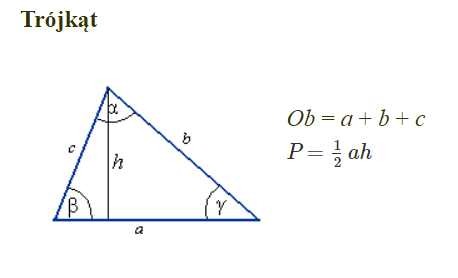 Trójkąt
Ob = a + b + c
P = 1/2 ah
α
c
b
h
β
γ
a